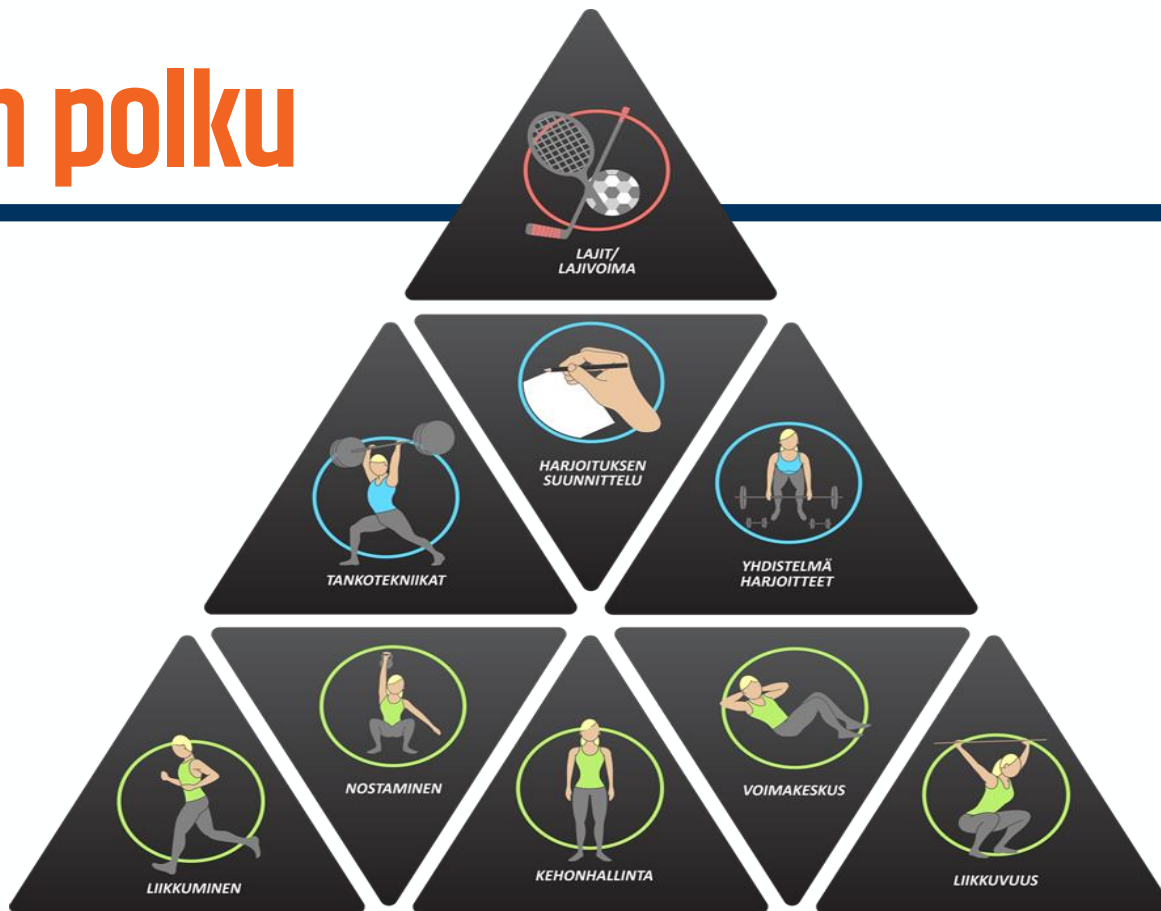 n polku
LAJIT/
LAJIVOIMA
HARJOITUKSEN
SUUNNITTELU
TANKOTEKNIIKAT
YHDISTELMÄ
HARJOITTEET
NOSTAMINEN
VOIMAKESKUS
LIIKKUMINEN
KEHONHALLINTA
LIIKKUVUUS